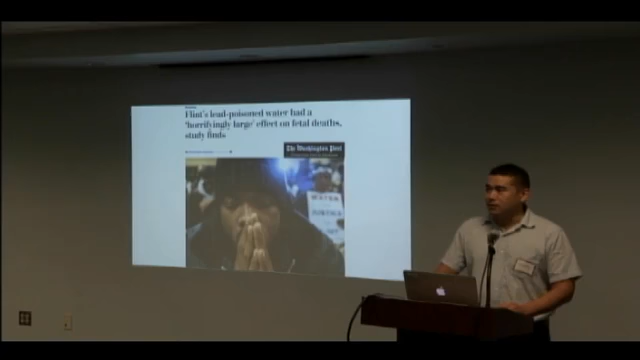 Flint's lead-poisoned water had a
'horrifyingly large' effect on fetal deaths,
study finds
The Washington Post
WATER
JUSTICE